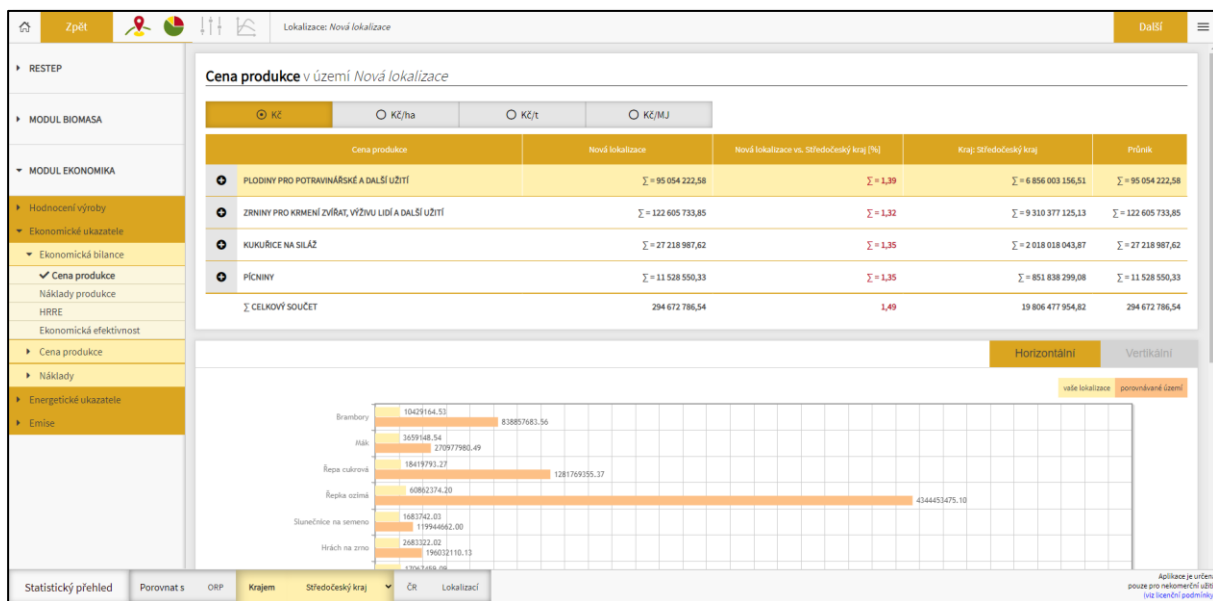 Zpět
Lokalizace: Nová lokalizace
Další
RESTEP
MODUL BIOMASA
MODUL EKONOMIKA
Hodnocení výroby
Ekonomické ukazatele
Ekonomická bilance
Cena produkce
Náklady produkce
HRRE
Ekonomická efektivnost
Cena produkce
Náklady
Energetické ukazatele
Emise
Cena produkce v území Nová lokalizace
Kč Kč/ha Kč/t Kč/MJ
Cena produkce Nová lokalizace Nová lokalizace vs. Středočeský kraj [%] Kraj: Středočeský kraj Průnik
PLODINY PRO POTRAVINÁŘSKÉ A DALŠÍ UŽITÍ ∑ = 95 054 222,58 ∑ = 1,39 ∑ = 6 856 003 156,51 ∑ = 95 054 222,58
ZRNINY PRO KRMENÍ ZVÍŘAT, VÝŽIVU LIDÍ A DALŠÍ UŽITÍ ∑ = 122 605 733,85 ∑ = 1,32 ∑ = 9 310 377 125,13 ∑ = 122 605 733,85
KUKUŘICE NA SILÁŽ ∑ = 27 218 987,62 ∑ = 1,35 ∑ = 2 018 018 043,87 ∑ = 27 218 987,62
PÍCNINY ∑ = 11 528 550,33 ∑ = 1,35 ∑ = 851 838 299,08 ∑ = 11 528 550,33
∑ CELKOVÝ SOUČET 294 672 786,54 1,49 19 806 477 954,82 294 672 786,54
Horizontální Vertikální
vaše lokalizace porovnávané území
Brambory 10429164.53
838857683.56
Mák 3659148.54
270977980.49
Řepa cukrová 18419793.27
1281769355.37
Řepka ozimá 60862374.20
4344453475.10
Slunečnice na semeno 1683742.03
119944662.00
Hrách na zrno 2683322.02
196032110.13
Statistický přehled Porovnat s ORP Krajem Středočeský kraj ČR Lokalizací
Aplikace je určena
pouze pro nekomerční užití
(viz licenční podmínky